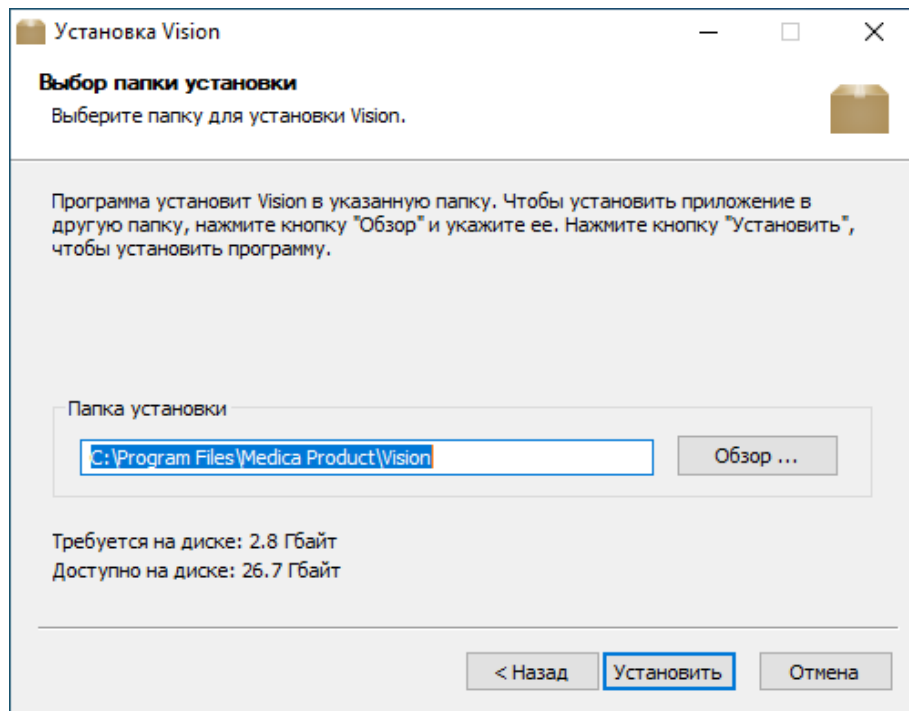 Установка Vision
Выбор папки установки
Выберите папку для установки Vision.
Программа установит Vision в указанную папку. Чтобы установить приложение в
другую папку, нажмите кнопку "Обзор" и укажите ее. Нажмите кнопку "Установить",
чтобы установить программу.
Папка установки
C:\Program Files\Medica Product\Vision
Обзор ...
Требуется на диске: 2.8 Гбайт
Доступно на диске: 26.7 Гбайт
< Назад Установить Отмена